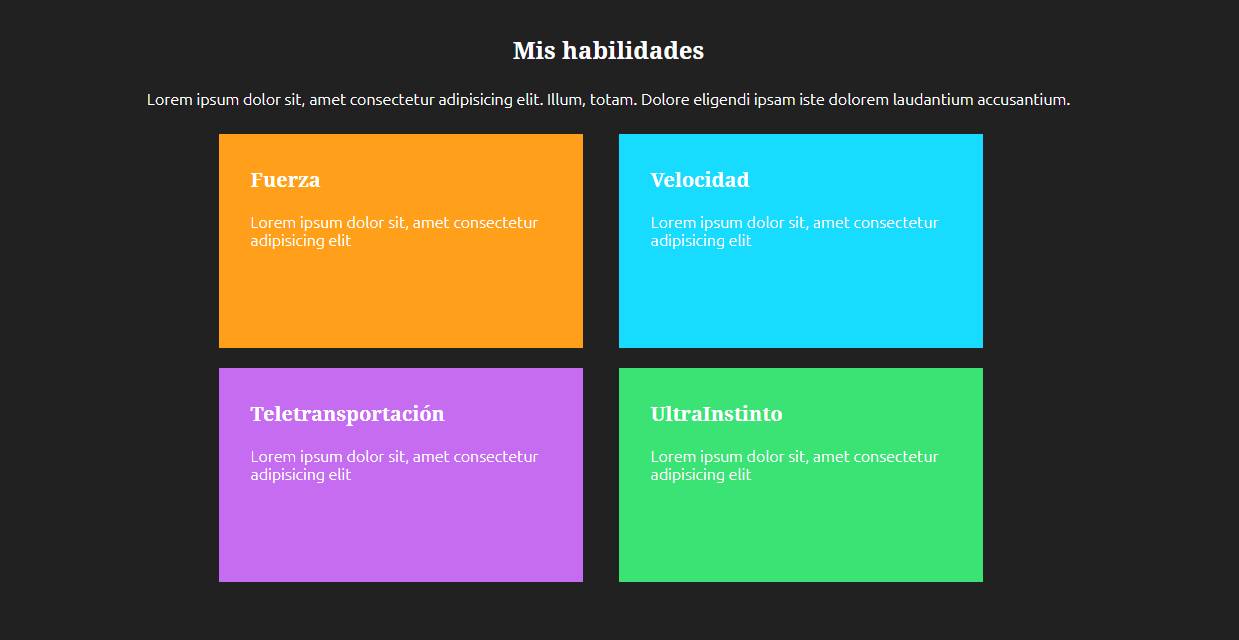 Mis habilidades
Lorem ipsum dolor sit, amet consectetur adipisicing elit. Illum, totam. Dolore eligendi ipsam iste dolorem laudantium accusantium.
Fuerza
Lorem ipsum dolor sit, amet consectetur
adipisicing elit
Velocidad
Lorem ipsum dolor sit, amet consectetur
adipisicing elit
Teletransportación
Lorem ipsum dolor sit, amet consectetur
adipisicing elit
UltraInstinto
Lorem ipsum dolor sit, amet consectetur
adipisicing elit